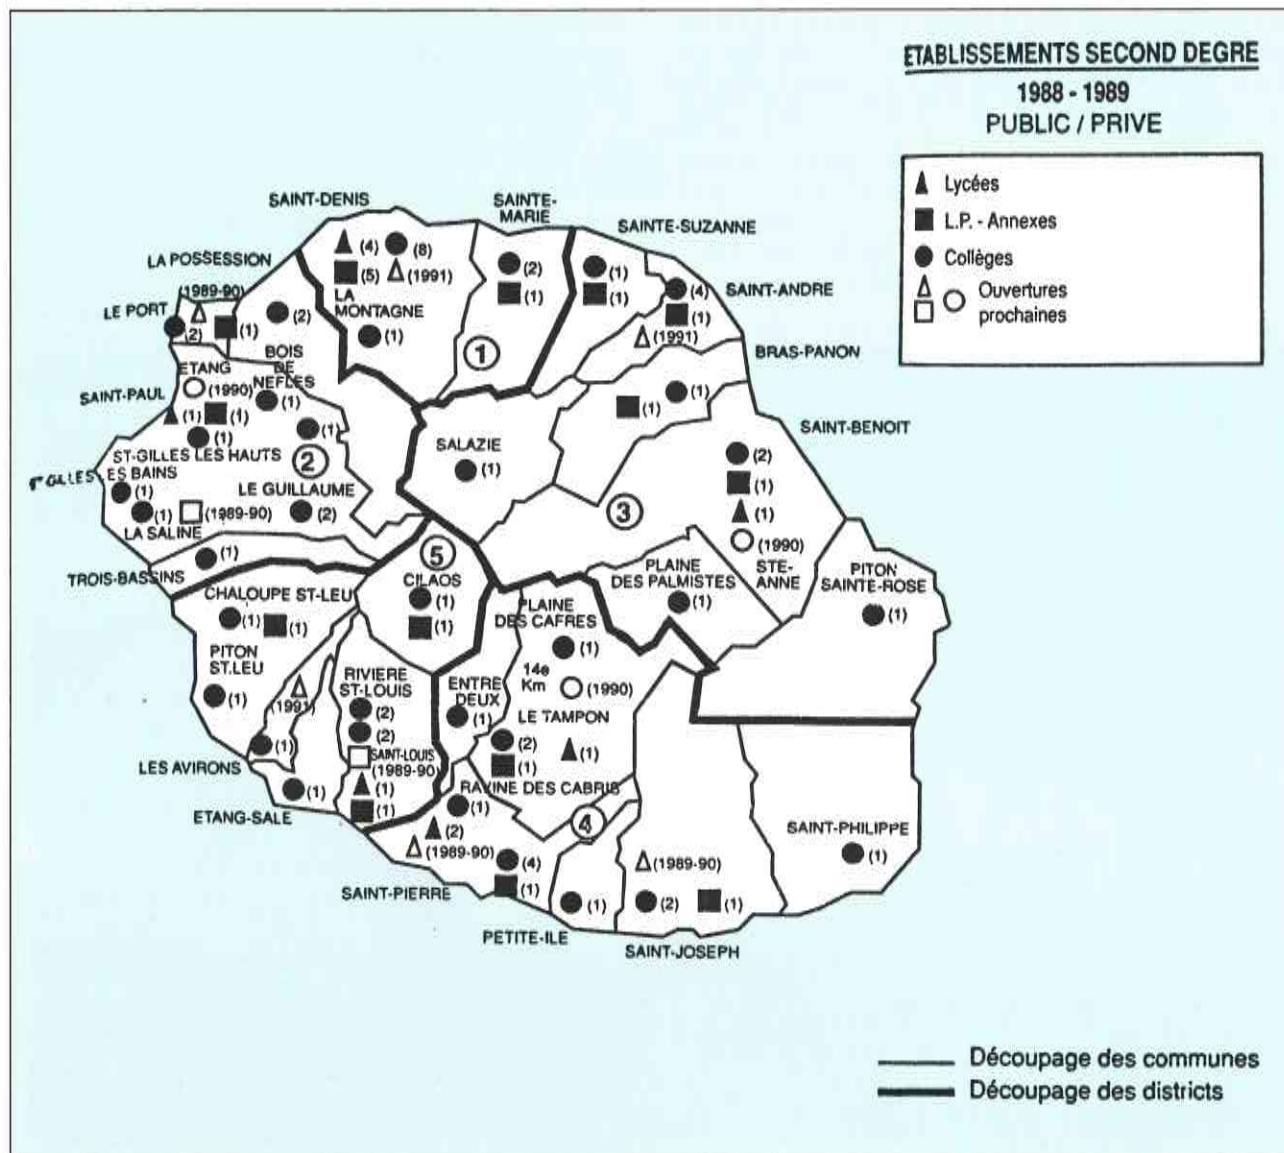 ETABLISSEMENTS SECOND DEGRE
1988 - 1989
PUBLIC / PRIVE
Lycées
L.P. - Annexes
Collèges
Ouvertures
prochaines
SAINT-DENIS
SAINTE-
MARIE
SAINTE-SUZANNE
LA POSSESSION
(4) (8)
(5) (1991)
LA
MONTAGNE
(1)
(2)
(1)
(1)
(1)
SAINT-ANDRE
(4)
(1)
(1991)
(1989-90)
LE PORT
(2) (1)
(2)
1
BRAS-PANON
(1)
(1)
ETANG
(1990)
BOIS
DE
NEFLES
(1)
SAINT-PAUL
(1) (1)
(1)
(1)
ST-GILLES LES HAUTS
2
SALAZIE
(1)
SAINT-BENOIT
(2)
(1)
(1)
(1990)
STE-
ANNE
ST GILLES LES BAINS
(1)
(1)
LE GUILLAUME
(2)
LA SALINE
(1989-90)
3
TROIS-BASSINS
(1)
5
CILAOS
(1)
(1)
PLAINE
DES PALMISTES
(1)
PITON
SAINTE-ROSE
(1)
CHALOUPE ST-LEU
(1) (1)
PITON
ST.LEU
(1)
PLAINE
DES CAFRES
(1)
14e
Km
(1990)
RIVIERE
ST-LOUIS
(2)
(2)
SAINT-LOUIS
(1989-90)
(1)
(1)
ENTRE
DEUX
(1)
(1991)
LE TAMPON
(2) (1)
(1)
RAVINE DES CABRIS
(1)
LES AVIRONS
(1)
ETANG-SALE
(1)
4
(2)
(1989-90)
(4)
(1)
SAINT-PIERRE
PETITE-ILE
(1)
(1989-90)
(2) (1)
SAINT-JOSEPH
SAINT-PHILIPPE
(1)
Découpage des communes
Découpage des districts